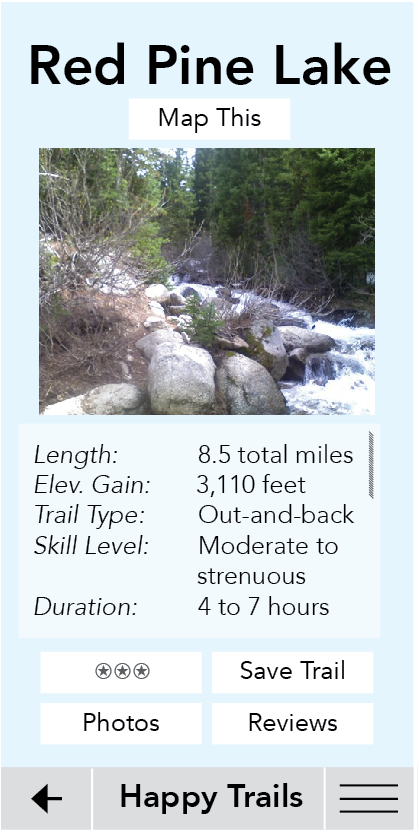 Red Pine Lake
Map This
Length: 8.5 total miles
Elev. Gain: 3,110 feet
Trail Type: Out-and-back
Skill Level: Moderate to
strenuous
Duration: 4 to 7 hours
Save Trail
Photos Reviews
Happy Trails